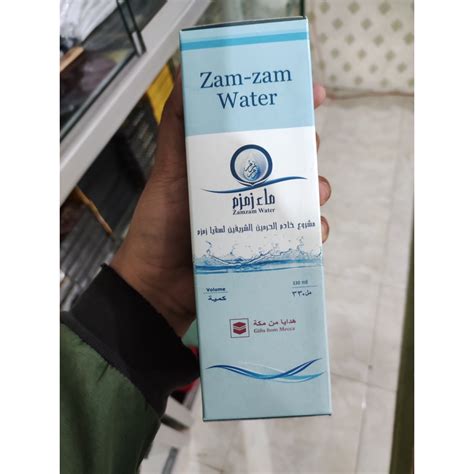 Zam-zam
Water
ماء زمزم
Zamzam Water
مشروع خادم الحرمين الشريفين لسقيا زمزم
Volume
كمية
330 ml
٣٣٠ مل
هدايا من مكة
Gifts from Mecca